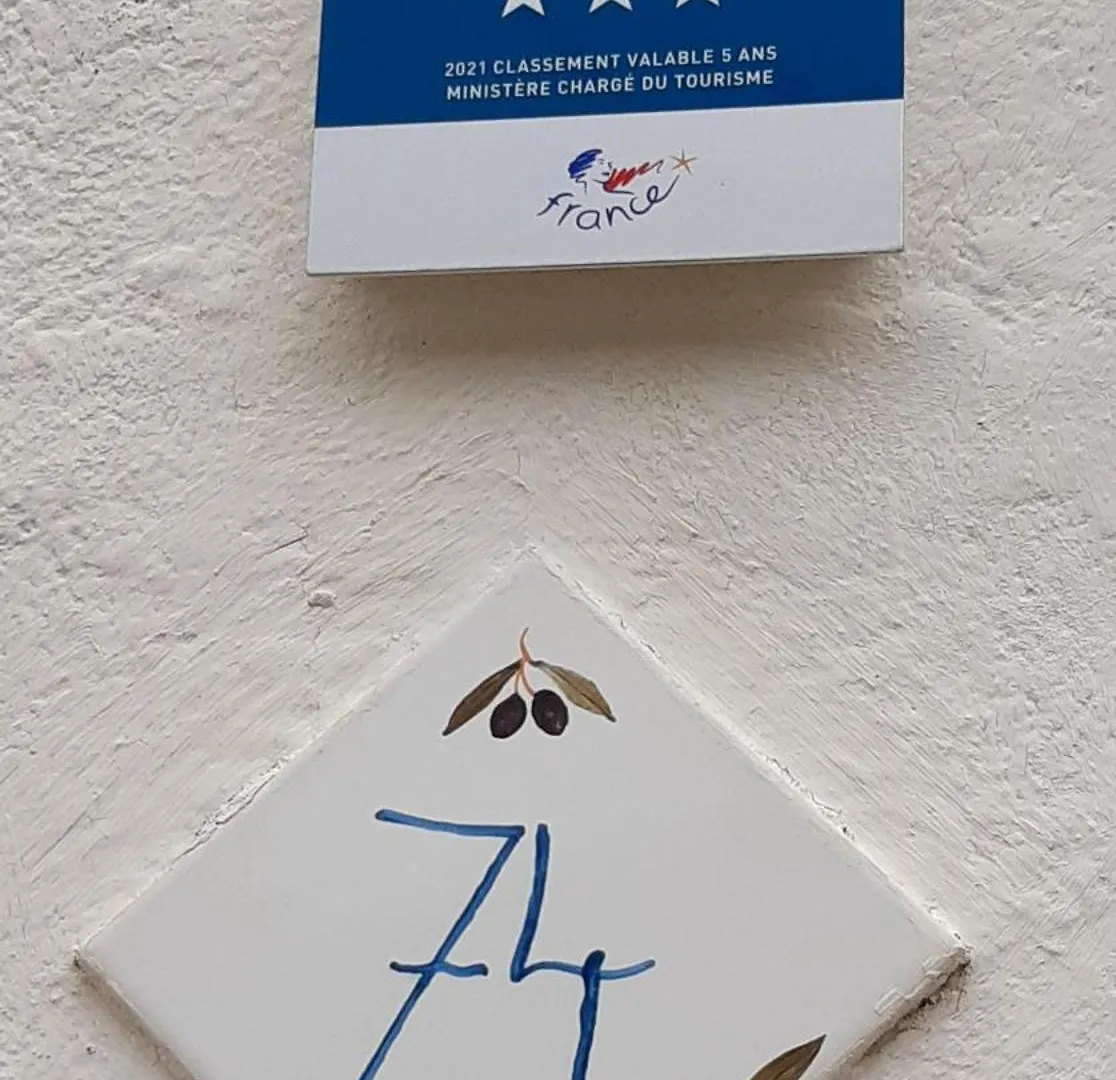 2021 CLASSEMENT VALABLE 5 ANS
MINISTÈRE CHARGÉ DU TOURISME
france
74